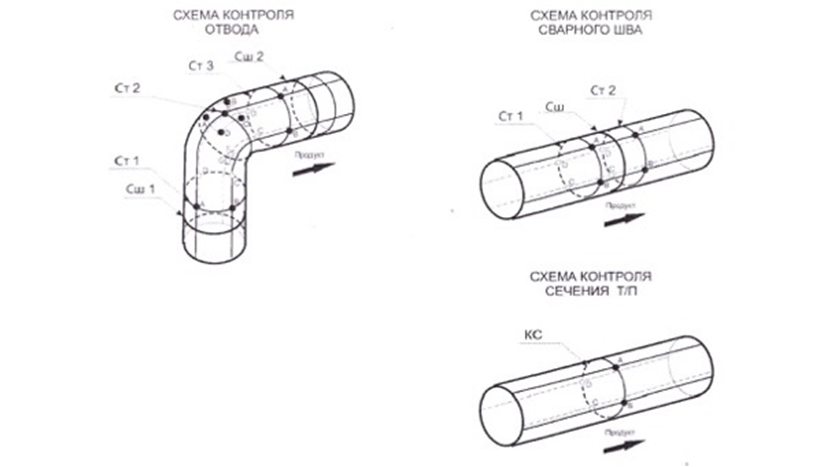 СХЕМА КОНТРОЛЯ
ОТВОДА
Сш 2
Ст 3
Ст 2
Ст 1
Сш 1
A
B
Продукт
СХЕМА КОНТРОЛЯ
СВАРНОГО ШВА
Ст 2
Сш
Ст 1
A
A
D
C
B
B
Продукт
СХЕМА КОНТРОЛЯ
СЕЧЕНИЯ Т/П
КС
A
D
C
B
Продукт